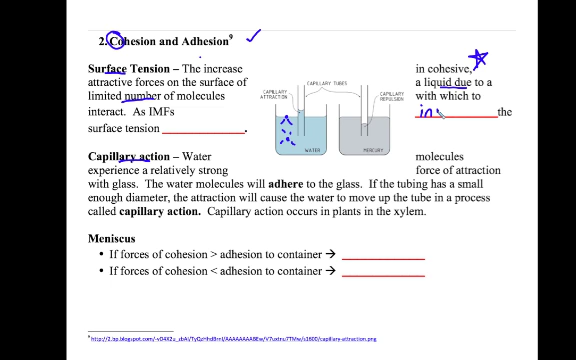 2. Cohesion and Adhesion9
Surface Tension – The increase in cohesive,
attractive forces on the surface of a liquid due to a
limited number of molecules with which to
interact. As IMFs in the
surface tension .
CAPILLARY TUBES
CAPILLARY ATTRACTION
CAPILLARY REPULSION
WATER
MERCURY
Capillary action – Water molecules
experience a relatively strong force of attraction
with glass. The water molecules will adhere to the glass. If the tubing has a small
enough diameter, the attraction will cause the water to move up the tube in a process
called capillary action. Capillary action occurs in plants in the xylem.
Meniscus
• If forces of cohesion > adhesion to container →
• If forces of cohesion < adhesion to container →